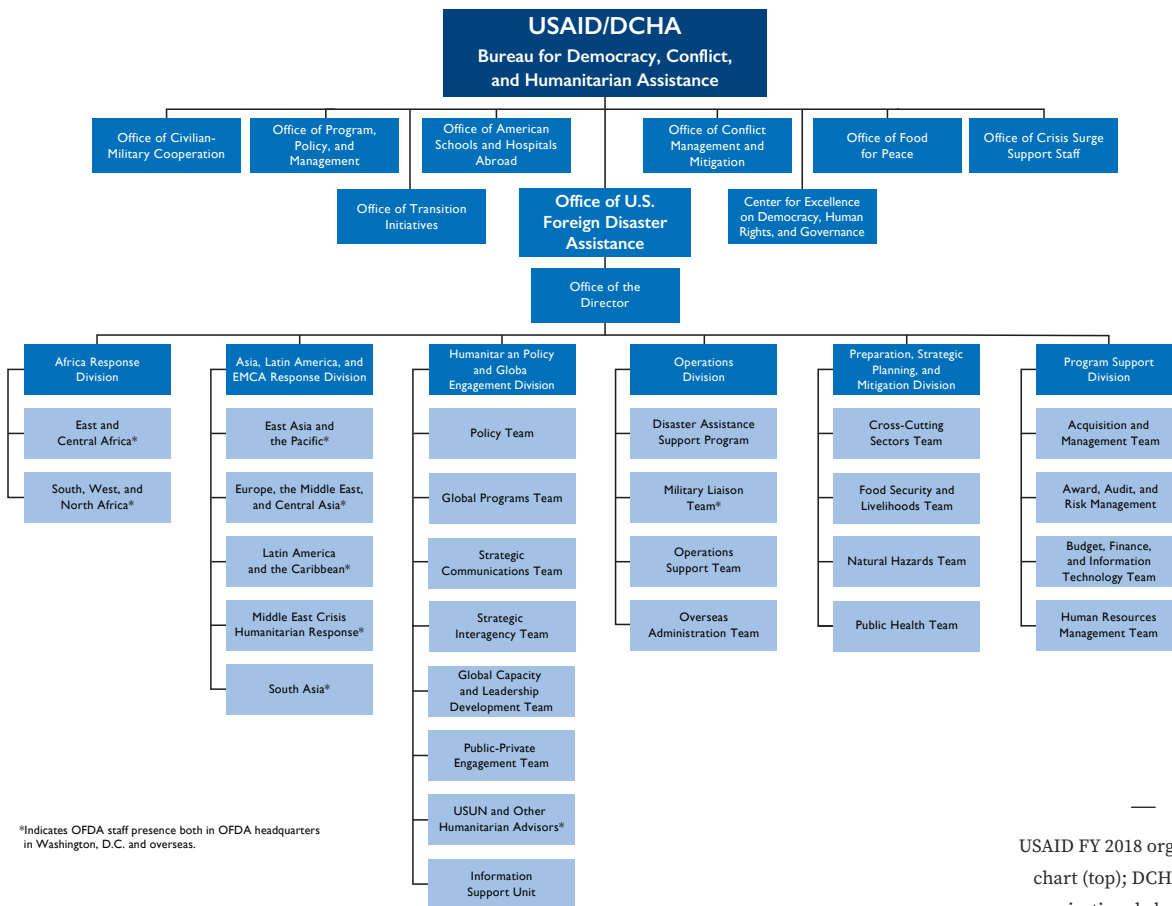 USAID/DCHA
Bureau for Democracy, Conflict,
and Humanitarian Assistance
Office of Civilian-
Military Cooperation
Office of Program,
Policy, and
Management
Office of American
Schools and Hospitals
Abroad
Office of Conflict
Management and
Mitigation
Office of Food
for Peace
Office of Crisis Surge
Support Staff
Office of Transition
Initiatives
Office of U.S.
Foreign Disaster
Assistance
Center for Excellence
on Democracy, Human
Rights, and Governance
Office of the
Director
Africa Response
Division
East and
Central Africa*
South, West, and
North Africa*
Asia, Latin America, and
EMCA Response Division
East Asia and
the Pacific*
Europe, the Middle East,
and Central Asia*
Latin America
and the Caribbean*
Middle East Crisis
Humanitarian Response*
South Asia*
Humanitar an Policy
and Globa
Engagement Division
Policy Team
Global Programs Team
Strategic
Communications Team
Strategic
Interagency Team
Global Capacity
and Leadership
Development Team
Public-Private
Engagement Team
USUN and Other
Humanitarian Advisors*
Information
Support Unit
Operations
Division
Disaster Assistance
Support Program
Military Liaison
Team*
Operations
Support Team
Overseas
Administration Team
Preparation, Strategic
Planning, and
Mitigation Division
Cross-Cutting
Sectors Team
Food Security and
Livelihoods Team
Natural Hazards Team
Public Health Team
Program Support
Division
Acquisition and
Management Team
Award, Audit, and
Risk Management
Budget, Finance,
and Information
Technology Team
Human Resources
Management Team
*Indicates OFDA staff presence both in OFDA headquarters
in Washington, D.C. and overseas.
—
USAID FY 2018 org
chart (top); DCH